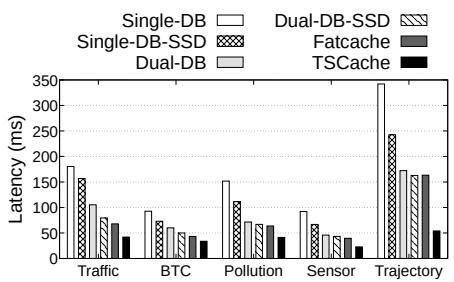 Single-DB
Single-DB-SSD
Dual-DB
Dual-DB-SSD
Fatcache
TSCache
Latency (ms)
350
300
250
200
150
100
50
0
Traffic BTC Pollution Sensor Trajectory